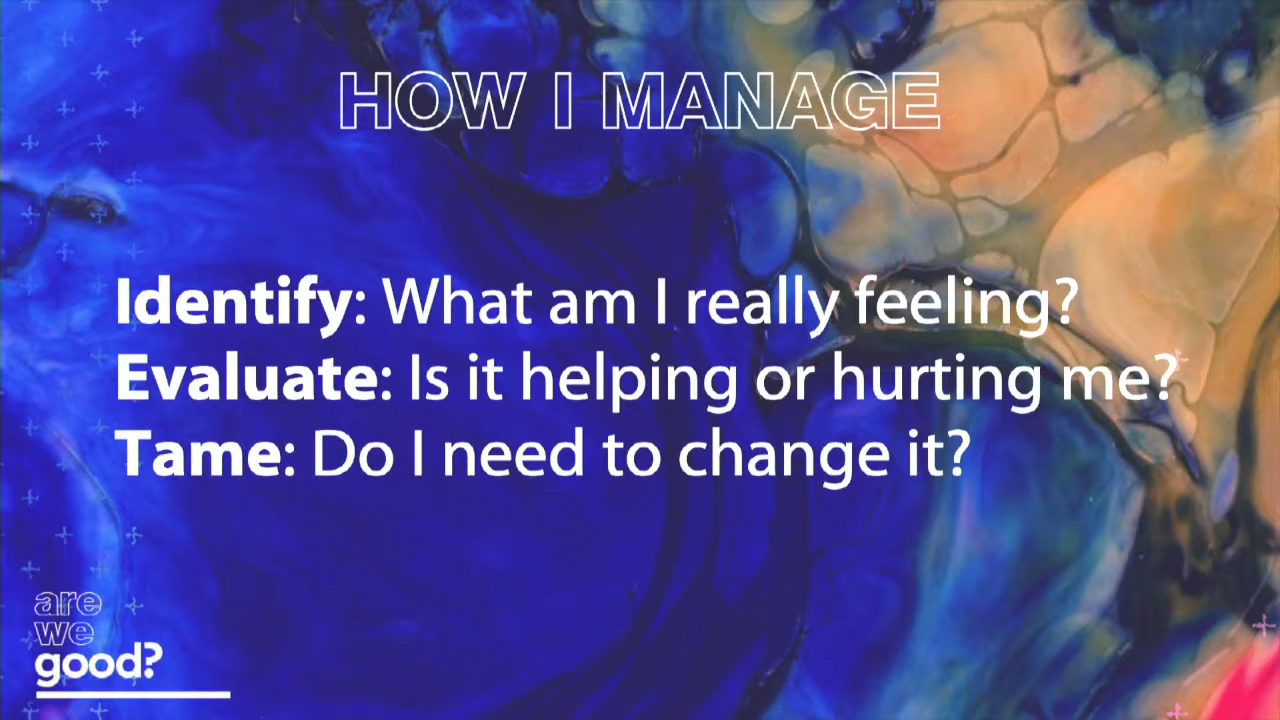 HOW I MANAGE
Identify: What am I really feeling?
Evaluate: Is it helping or hurting me?
Tame: Do I need to change it?
are
we
good?